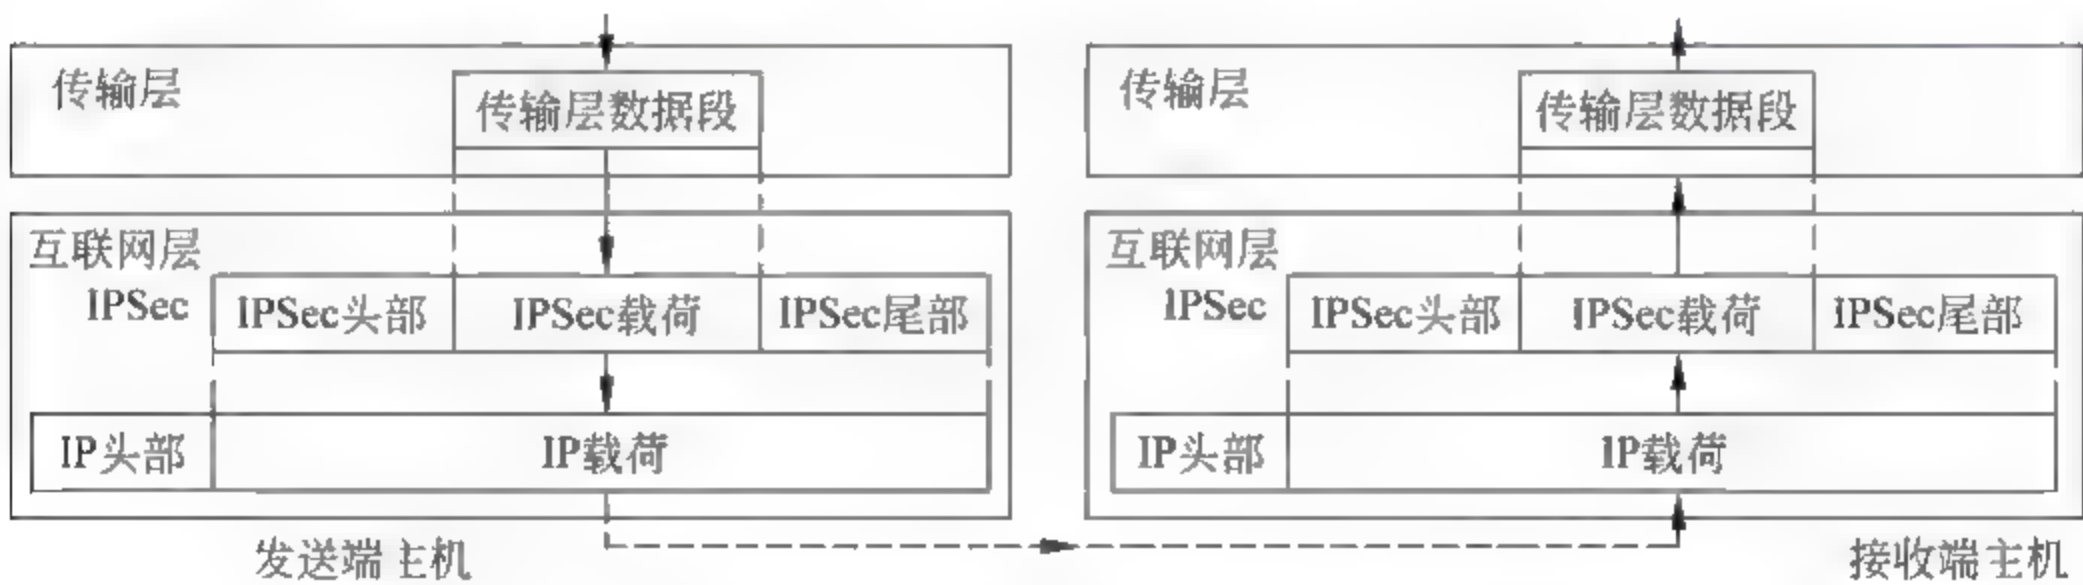 传输层
传输层数据段
互联网层
IPSec
IPSec头部
IPSec载荷
IPSec尾部
IP头部
IP载荷
发送端主机
传输层
传输层数据段
互联网层
IPSec
IPSec头部
IPSec载荷
IPSec尾部
IP头部
IP载荷
接收端主机